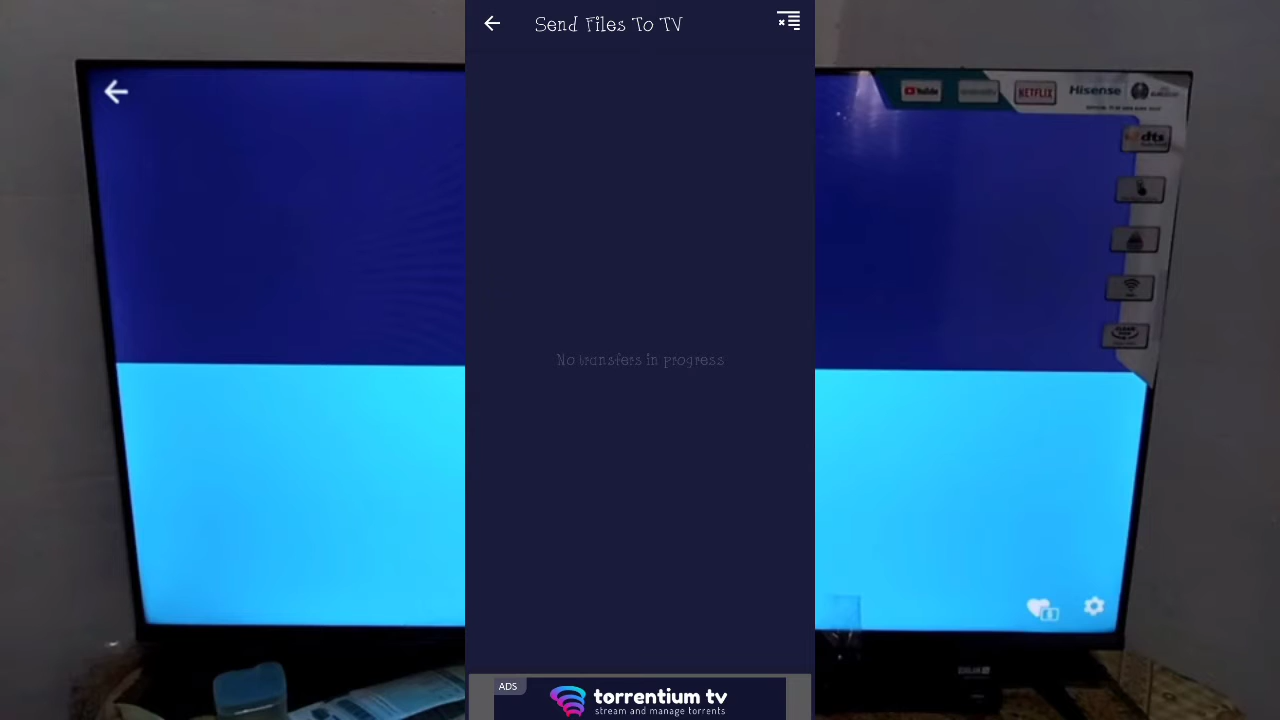 Send Files To TV
YouTube
NETFLIX
Hisense
dts
No transfers in progress
ADS
torrentium tv
stream and manage torrents